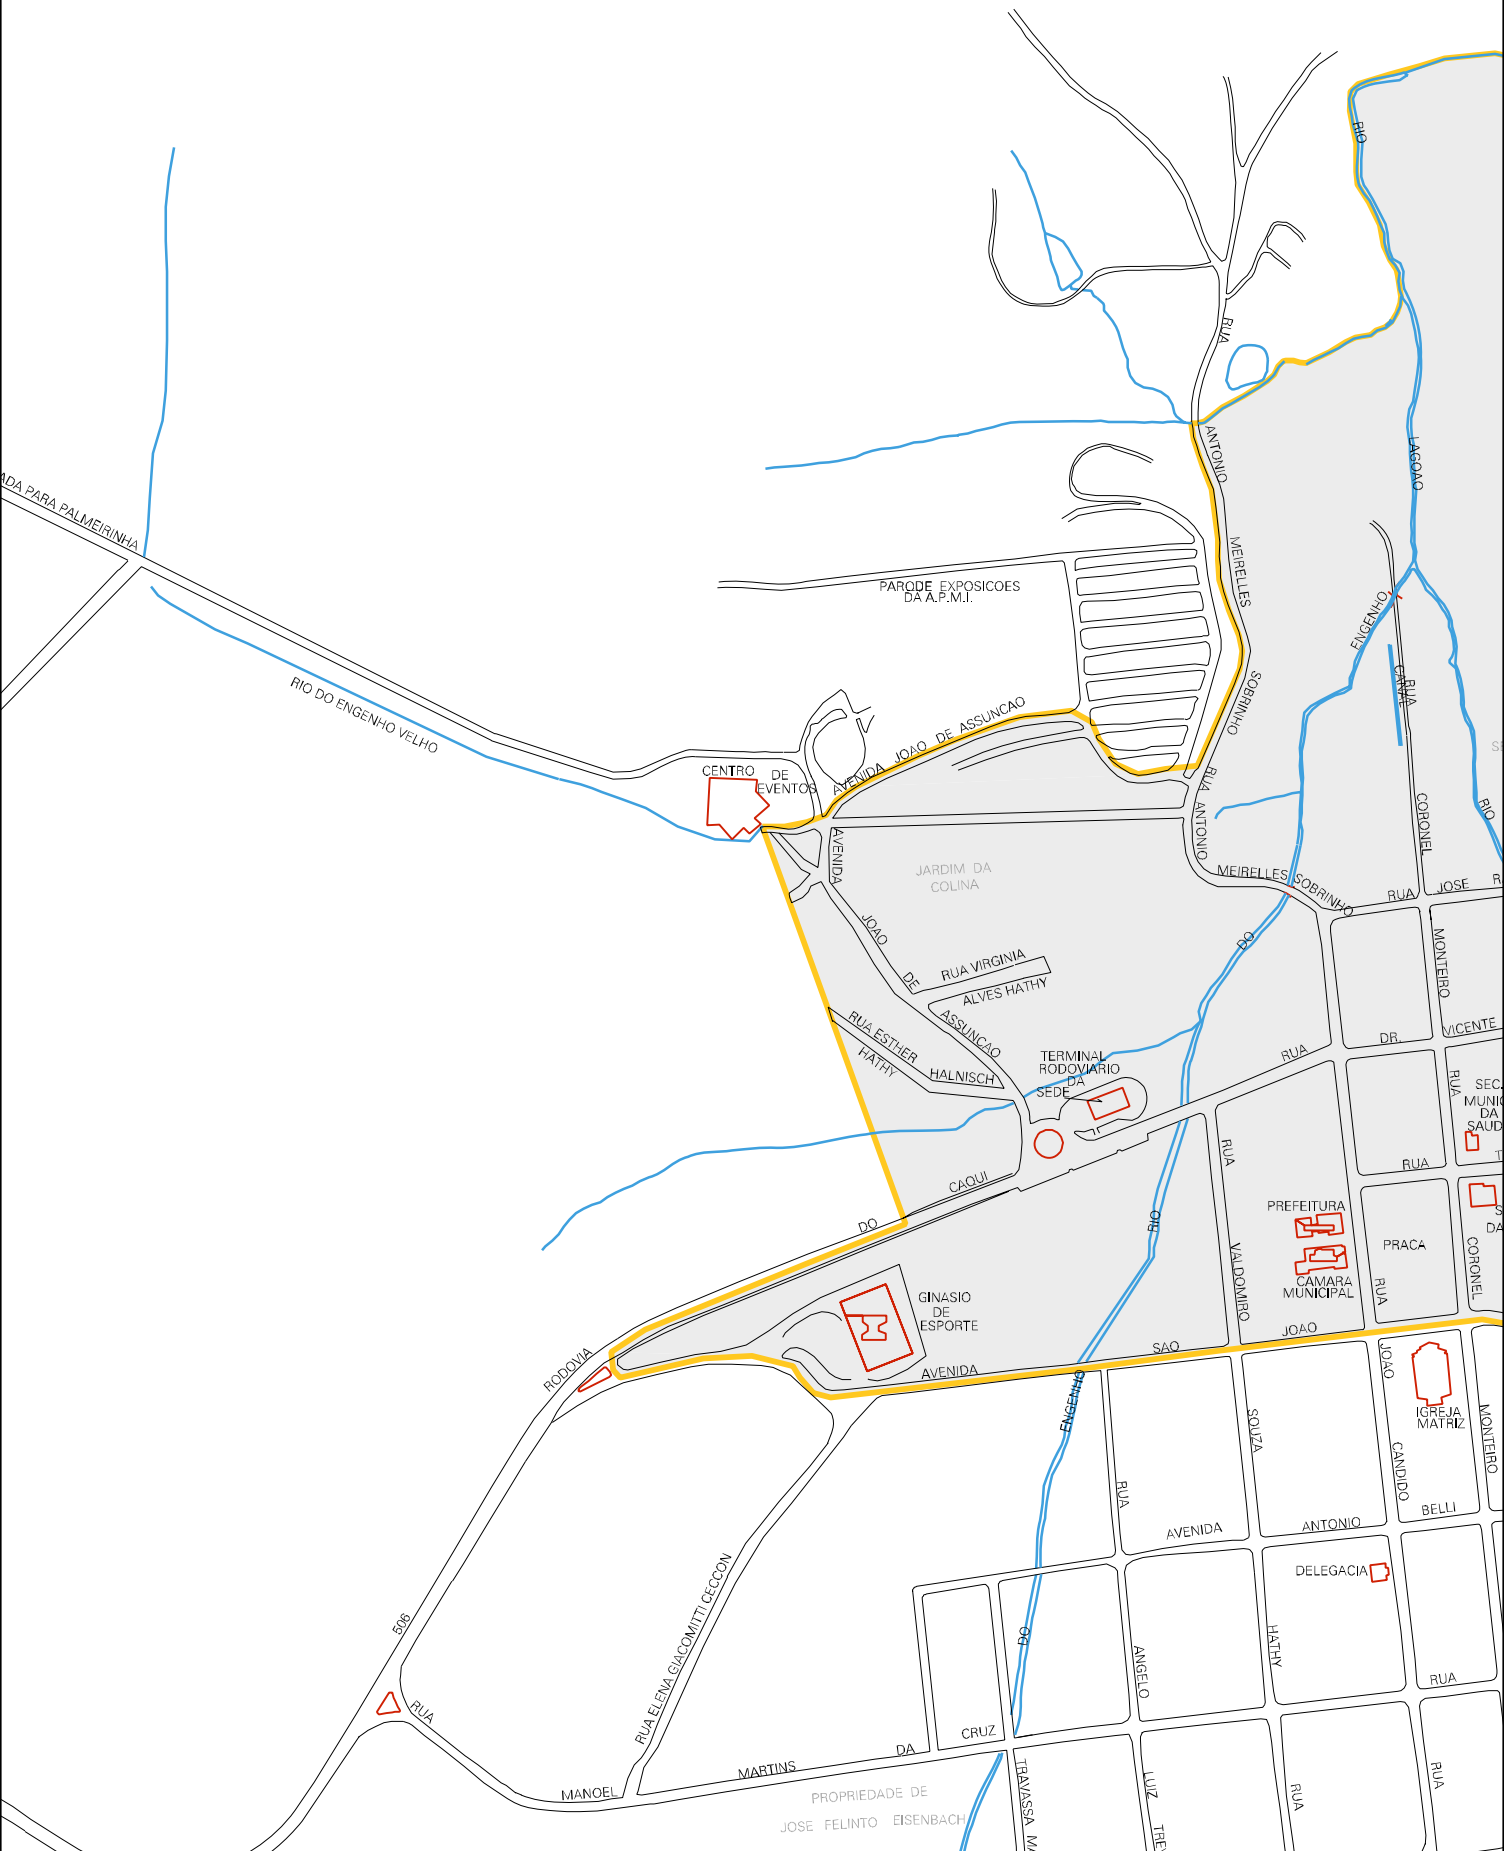 RIO
RUA
ANTONIO
LAGOAO
ADA PARA PALMEIRINHA
MEIRELLES
PARQDE EXPOSICOES
DA A.P.M.I.
ENGENHO
RUA
CANAL
RIO DO ENGENHO VELHO
SOBRINHO
AVENIDA JOAO DE ASSUNCAO
CENTRO DE
EVENTOS
RUA
ANTONIO
CORONEL
RIO
AVENIDA
JARDIM DA
COLINA
MEIRELLES SOBRINHO
RUA JOSE
JOAO
DO
MONTEIRO
DE
RUA VIRGINIA
ALVES HATHY
ASSUNCAO
RUA ESTHER
HATHY
HALNISCH
TERMINAL
RODOVIARIO
DA
SEDE
RUA
DR. VICENTE
RUA
SEC.
MUNIC
DA
SAUD
RUA
RUA
CAQUI
DO
RIO
PREFEITURA
PRACA
DA
CORONEL
VALDOMIRO
CAMARA
MUNICIPAL
RUA
GINASIO
DE
ESPORTE
RODOVIA
AVENIDA SAO JOAO
ENGENHO
JOAO
IGREJA
MATRIZ
MONTEIRO
SOUZA
CANDIDO
RUA
AVENIDA ANTONIO BELLI
DELEGACIA
506
RUA ELENA GIACOMITTI CECCON
DO
ANGELO
HATHY
RUA
RUA
MANOEL MARTINS DA CRUZ
PROPRIEDADE DE
JOSE FELINTO EISENBACH
TRAVASSA MA
LUIZ
TREV
RUA
RUA